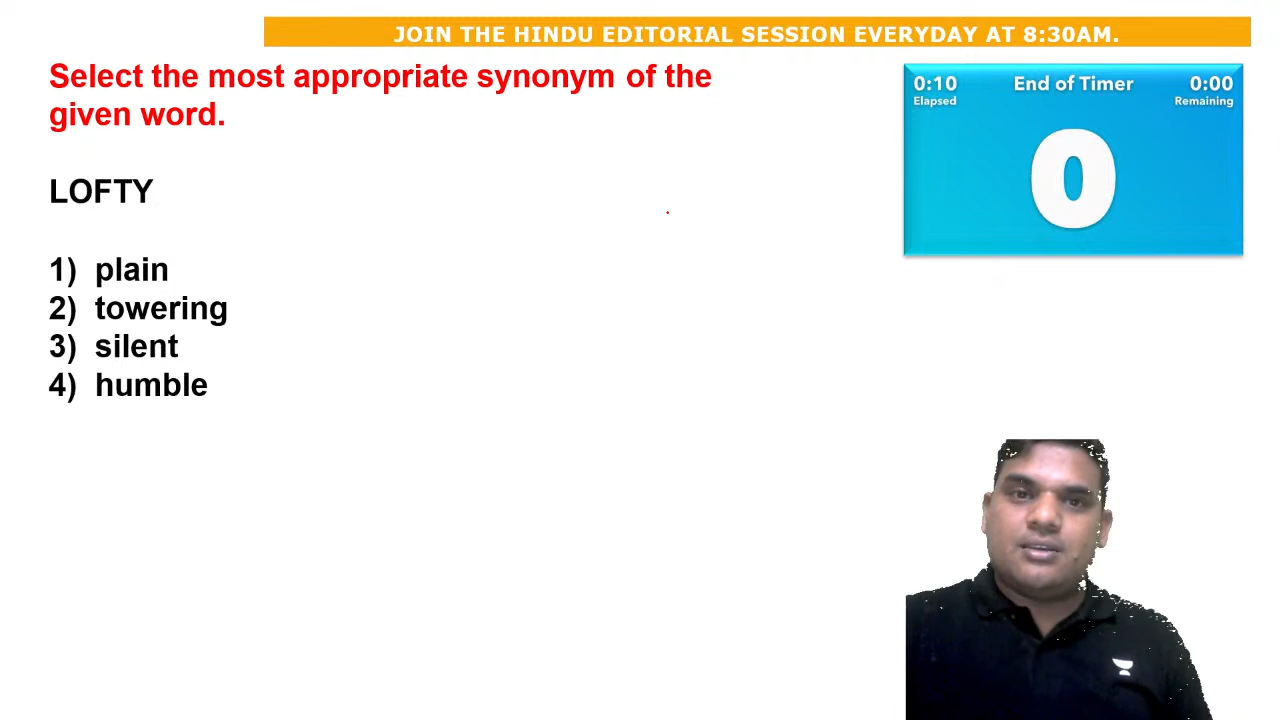 JOIN THE HINDU EDITORIAL SESSION EVERYDAY AT 8:30AM.
Select the most appropriate synonym of the
given word.
LOFTY
1) plain
2) towering
3) silent
4) humble
0:10 End of Timer 0:00
Elapsed Remaining
0